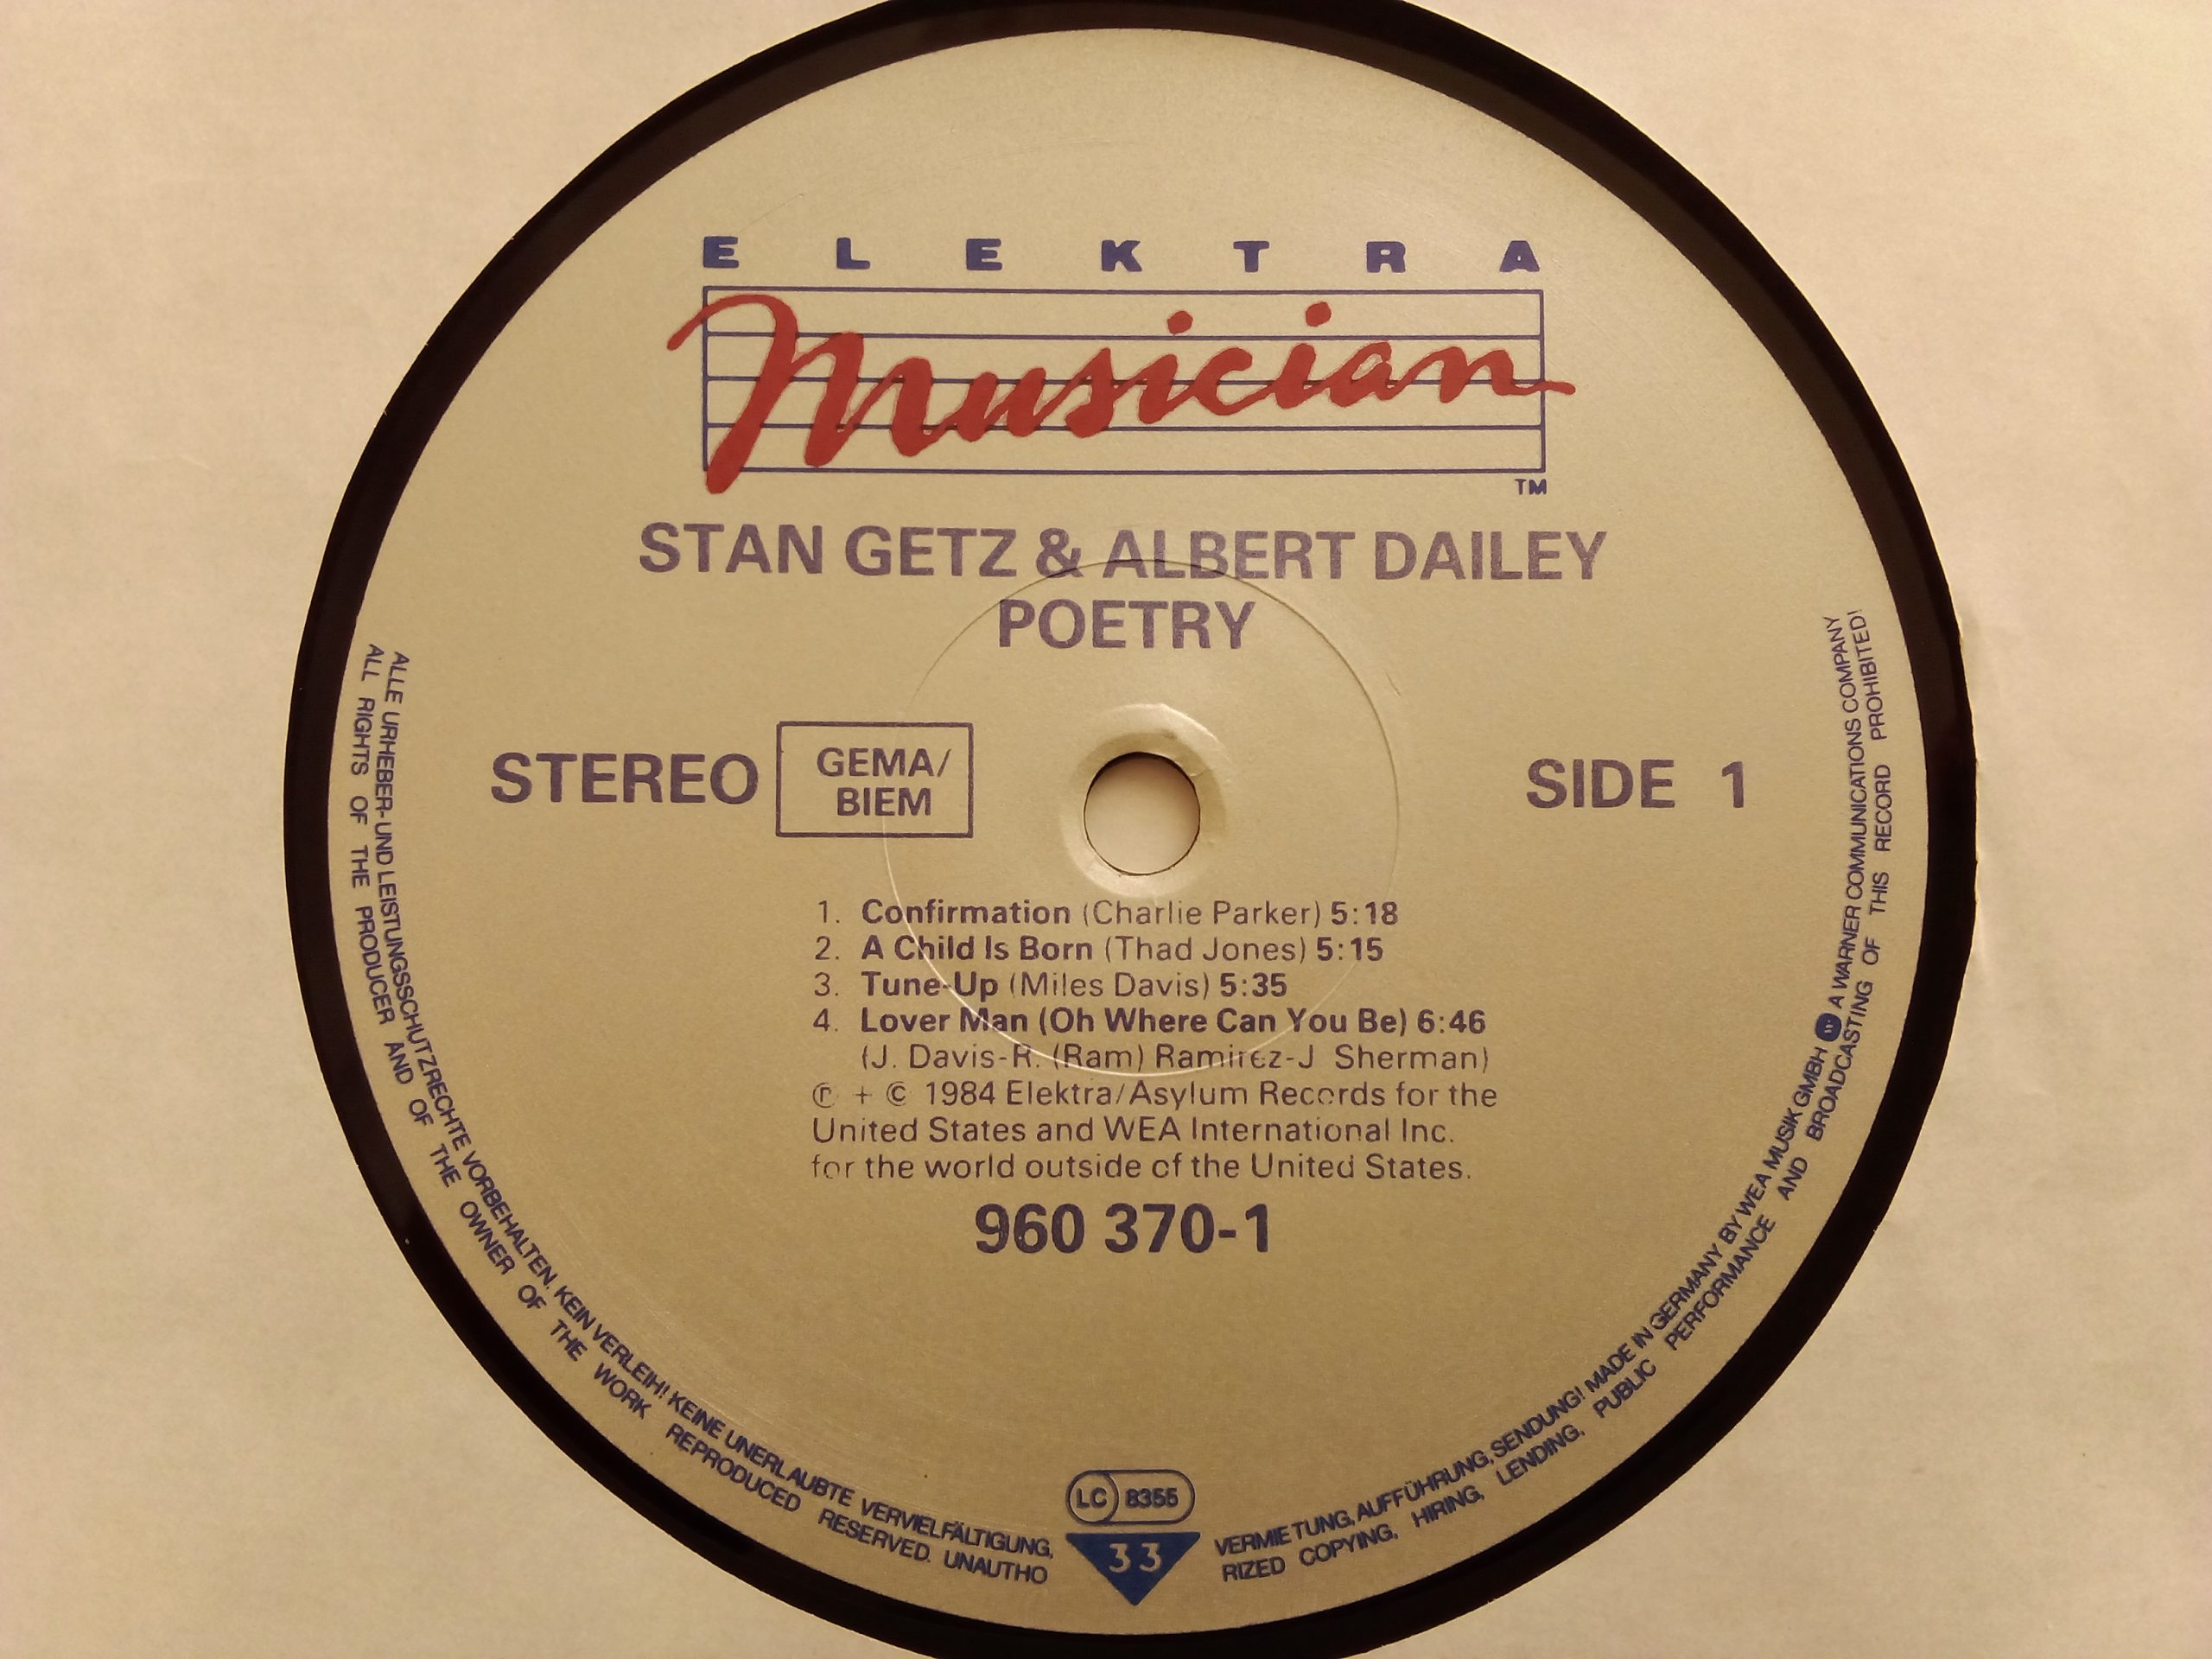 ELEKTRA
Musician
TM
STAN GETZ & ALBERT DAILEY
POETRY
STEREO
GEMA/
BIEM
SIDE 1
1. Confirmation (Charlie Parker) 5:18
2. A Child Is Born (Thad Jones) 5:15
3. Tune-Up (Miles Davis) 5:35
4. Lover Man (Oh Where Can You Be) 6:46
(J. Davis-R. (Ram) Ramirez-J Sherman)
℗ + © 1984 Elektra/Asylum Records for the
United States and WEA International Inc.
for the world outside of the United States.
960 370-1
LC 8355
33
ALLE URHEBER- UND LEISTUNGSSCHUTZRECHTE VORBEHALTEN. KEIN VERLEIH! KEINE UNERLAUBTE VERVIELFÄLTIGUNG, VERMIETUNG, AUFFÜHRUNG, SENDUNG! MADE IN GERMANY BY WEA MUSIK GMBH A WARNER COMMUNICATIONS COMPANY
ALL RIGHTS OF THE PRODUCER AND OF THE OWNER OF THE WORK REPRODUCED RESERVED. UNAUTHORIZED COPYING, HIRING, LENDING, PUBLIC PERFORMANCE AND BROADCASTING OF THIS RECORD PROHIBITED!